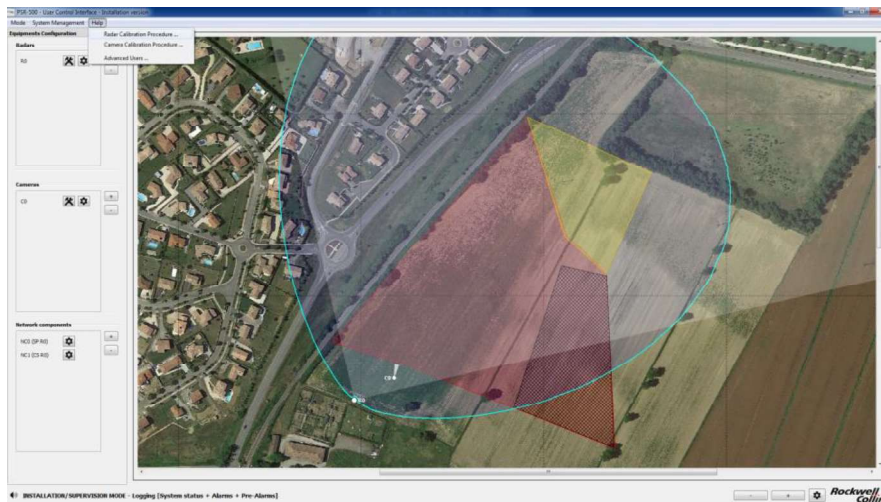 PSR-500 - User Control Interface - Installation version
Mode System Management Help
Equipments Configuration
Radar Calibration Procedure ...
Camera Calibration Procedure ...
Advanced Users ...
Radars
R0
-
Cameras
C0
+
-
Network components
NC0 (SP R0)
NC1 (CS R0)
+
-
C0
R0
INSTALLATION/SUPERVISION MODE - Logging [System status + Alarms + Pre-Alarms]
- +
Rockwell
Collins